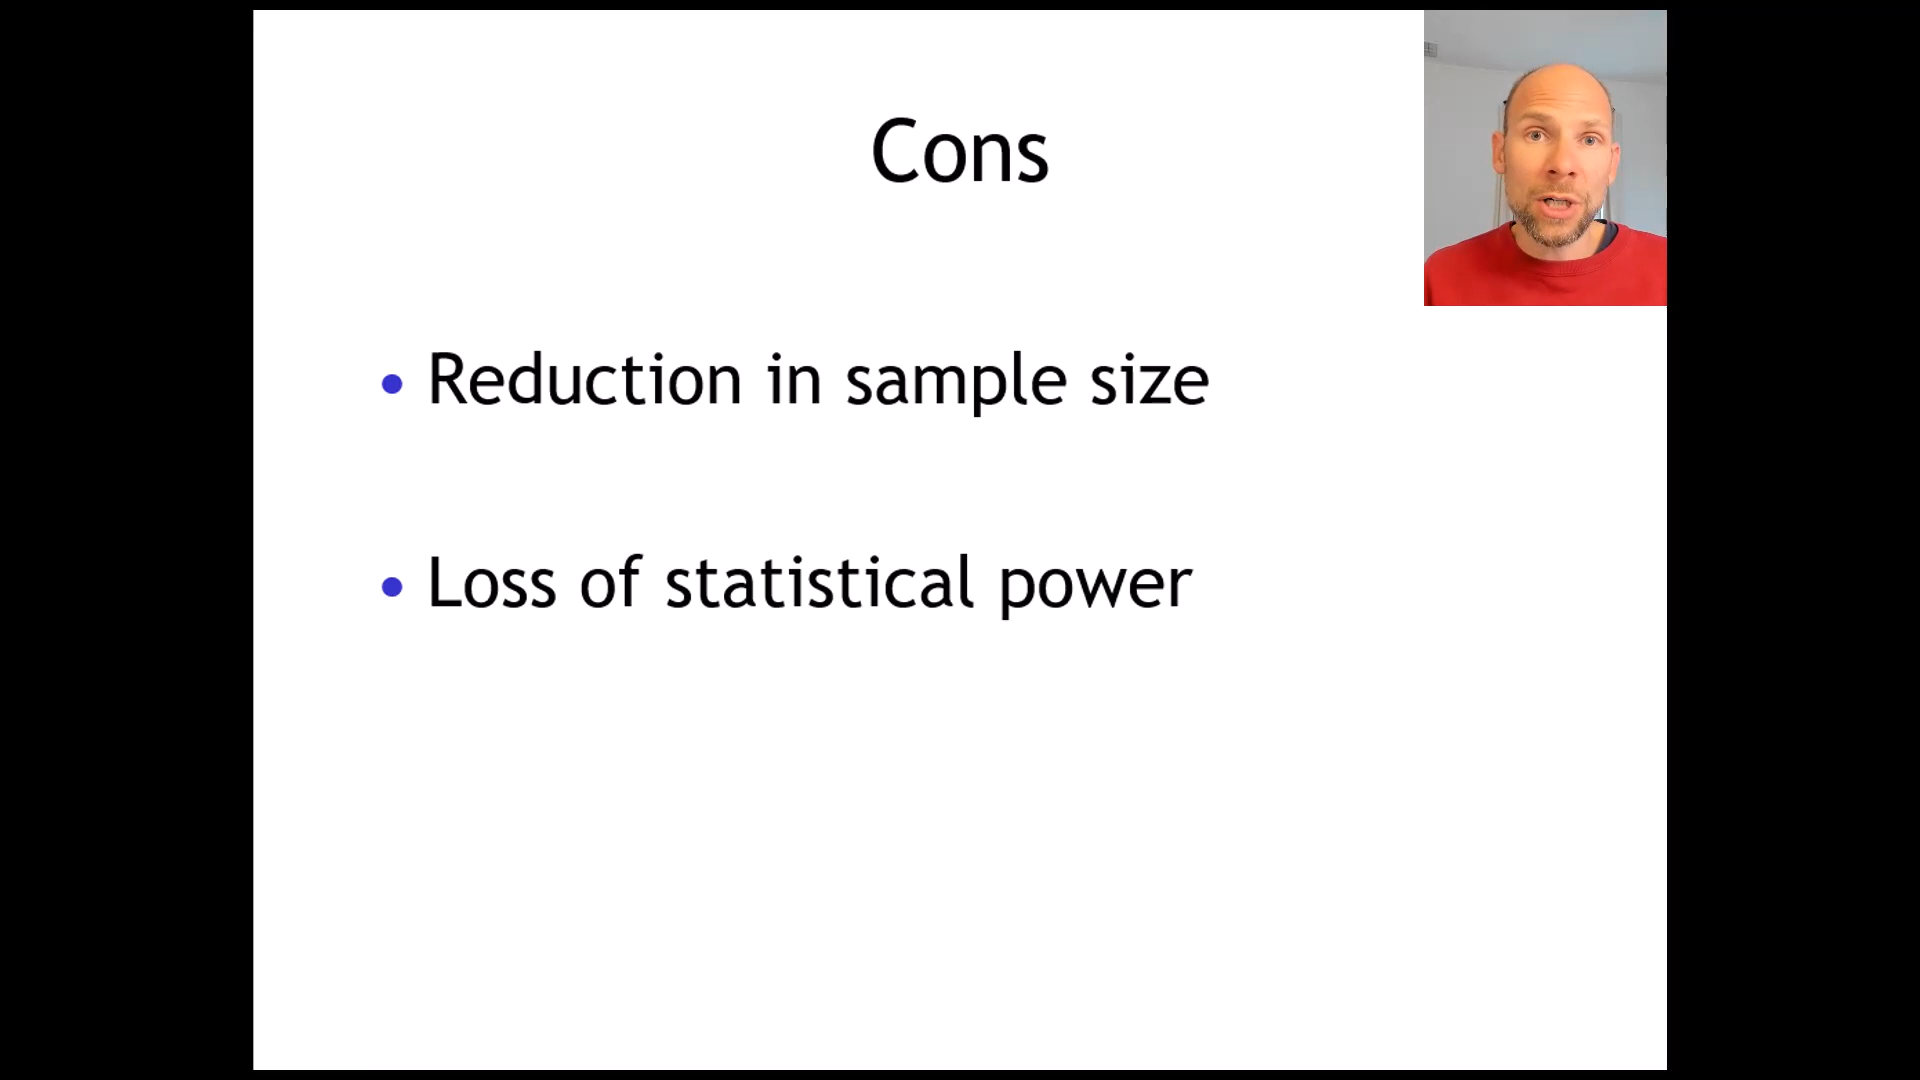 Cons
• Reduction in sample size
• Loss of statistical power